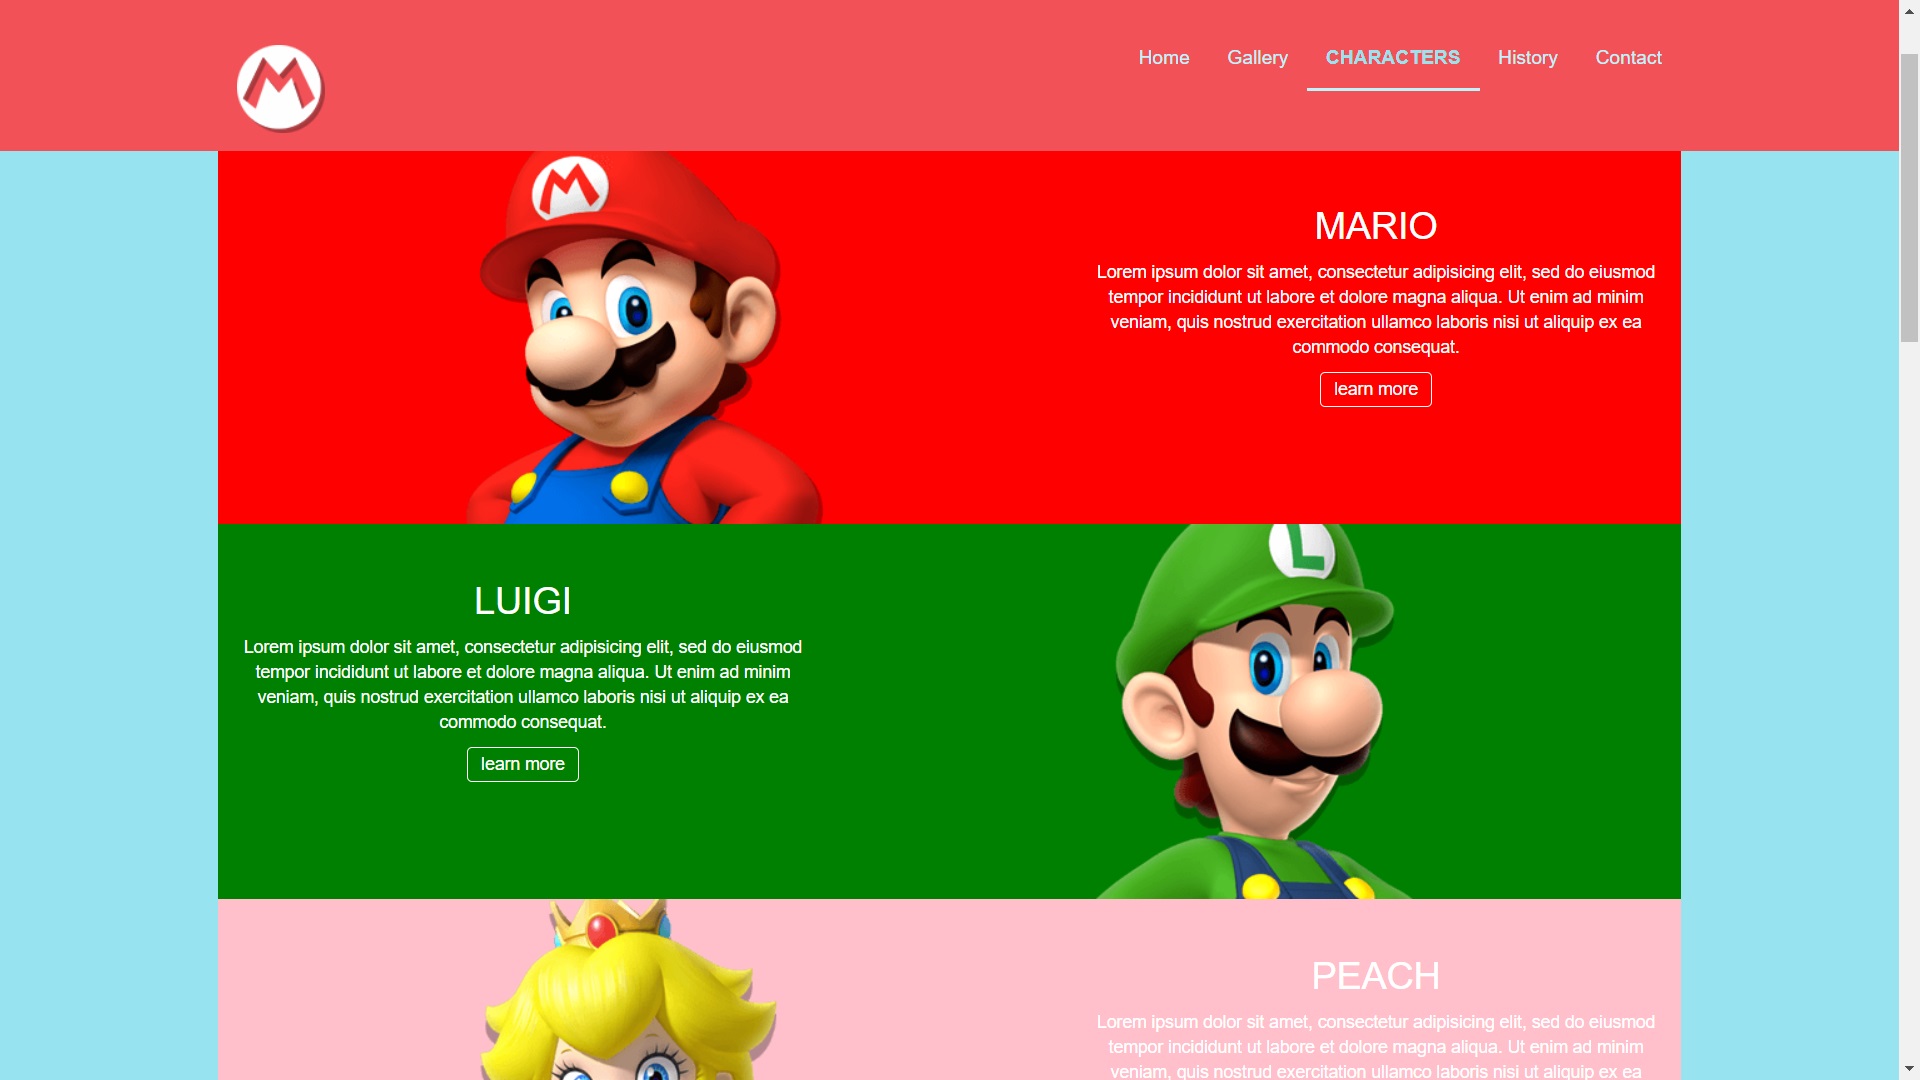 M
Home Gallery CHARACTERS History Contact
M
MARIO
Lorem ipsum dolor sit amet, consectetur adipisicing elit, sed do eiusmod
tempor incididunt ut labore et dolore magna aliqua. Ut enim ad minim
veniam, quis nostrud exercitation ullamco laboris nisi ut aliquip ex ea
commodo consequat.
learn more
L
LUIGI
Lorem ipsum dolor sit amet, consectetur adipisicing elit, sed do eiusmod
tempor incididunt ut labore et dolore magna aliqua. Ut enim ad minim
veniam, quis nostrud exercitation ullamco laboris nisi ut aliquip ex ea
commodo consequat.
learn more
PEACH
Lorem ipsum dolor sit amet, consectetur adipisicing elit, sed do eiusmod
tempor incididunt ut labore et dolore magna aliqua. Ut enim ad minim
veniam, quis nostrud exercitation ullamco laboris nisi ut aliquip ex ea